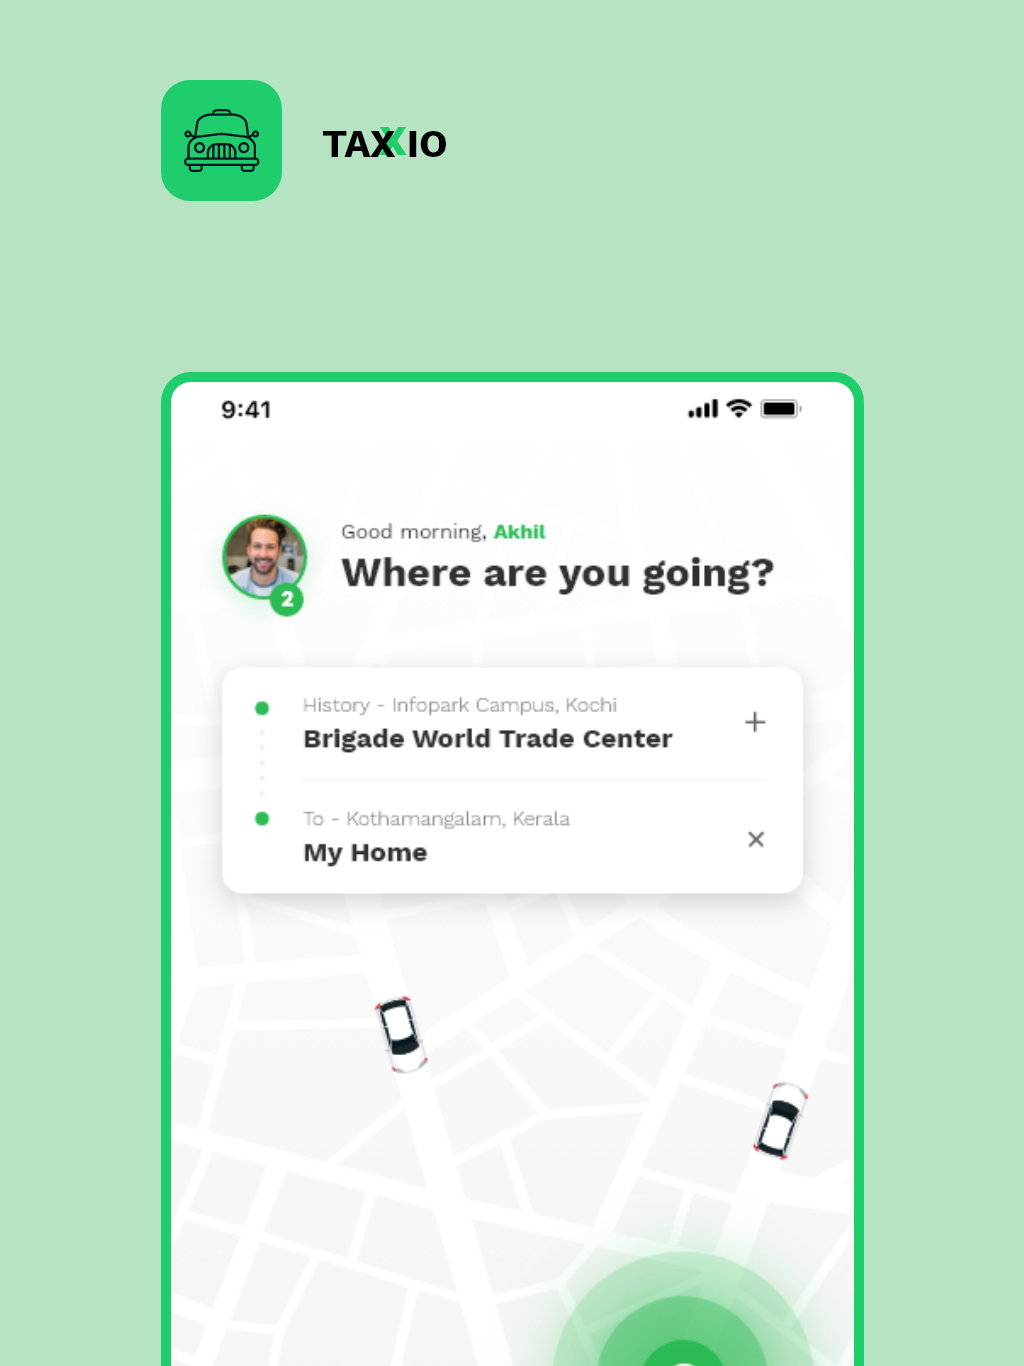 TAXXIO
9:41
Good morning, Akhil
Where are you going?
2
History - Infopark Campus, Kochi
Brigade World Trade Center
To - Kothamangalam, Kerala
My Home